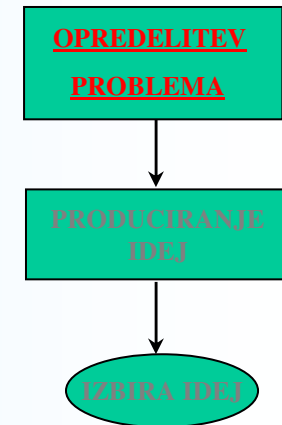 OPREDELITEV
PROBLEMA
PRODUCIRANJE
IDEJ
IZBIRA IDEJ